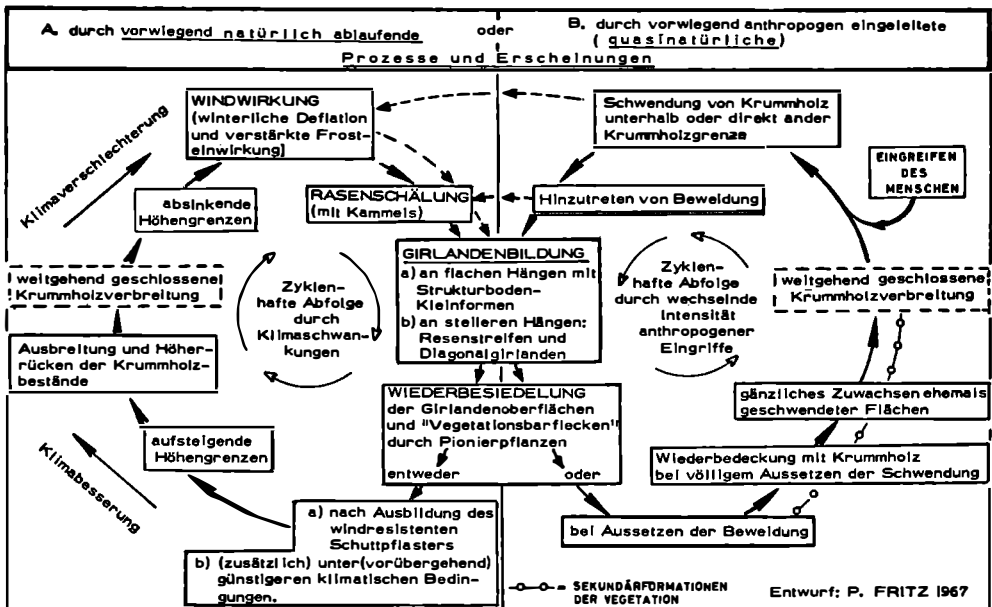 A. durch vorwiegend natürlich ablaufende
oder
B. durch vorwiegend anthropogen eingeleitete
( quasinatürliche)
Prozesse und Erscheinungen
Klimaverschlechterung
WINDWIRKUNG
(winterliche Deflation
und verstärkte Frost-
einwirkung)
Schwendung von Krummholz
unterhalb oder direkt an der
Krummholzgrenze
EINGREIFEN
DES
MENSCHEN
absinkende
Höhengrenzen
RASENSCHÄLUNG
(mit Kammeis)
Hinzutreten von Beweidung
GIRLANDENBILDUNG
a) an flachen Hängen mit
Strukturboden-
Kleinformen
b) an steileren Hängen:
Resenstreifen und
Diagonalgirlanden
weitgehend geschlossene
Krummholzverbreitung
Zyklen-
hafte Abfolge
durch
Klimaschwan-
kungen
Zyklen-
hafte Abfolge
durch wechselnde
Intensität
anthropogener
Eingriffe
weitgehend geschlossene
Krummholzverbreitung
Ausbreitung und Höher-
rücken der Krummholz-
bestände
WIEDERBESIEDELUNG
der Girlandenoberflächen
und "Vegetationsbarflecken"
durch Pionierpflanzen
entweder
oder
gänzliches Zuwachsen ehemals
geschwendeter Flächen
aufsteigende
Höhengrenzen
Wiederbedeckung mit Krummholz
bei völligem Aussetzen der Schwendung
Klimabesserung
a) nach Ausbildung des
windresistenten
Schuttpflasters
b) (zusätzlich) unter (vorübergehend)
günstigeren klimatischen Bedin-
gungen.
bei Aussetzen der Beweidung
= SEKUNDÄRFORMATIONEN
DER VEGETATION
Entwurf: P. FRITZ 1967